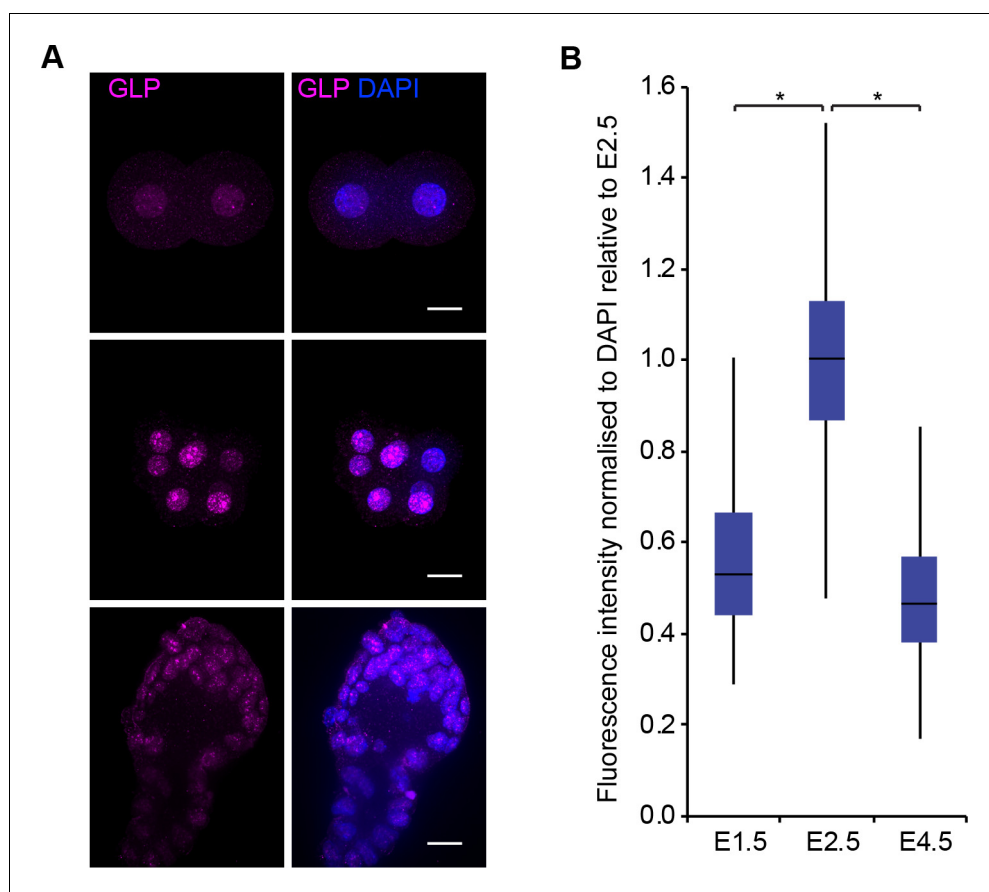 A
GLP
GLP DAPI
B
Fluorescence intensity normalised to DAPI relative to E2.5
1.6
1.4
1.2
1.0
0.8
0.6
0.4
0.2
0.0
* *
E1.5 E2.5 E4.5